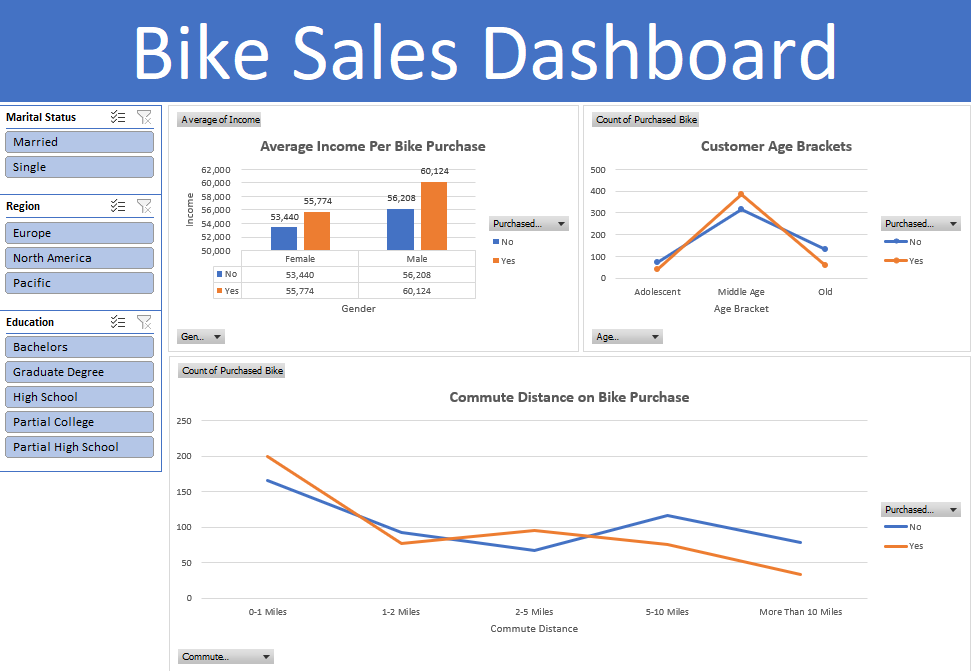 Bike Sales Dashboard
Marital Status
Married
Single
Region
Europe
North America
Pacific
Education
Bachelors
Graduate Degree
High School
Partial College
Partial High School
Average of Income
Average Income Per Bike Purchase
62,000
60,000
58,000
56,000
54,000
52,000
50,000
Income
53,440
55,774
56,208
60,124
Female Male
No 53,440 56,208
Yes 55,774 60,124
Gender
Purchased...
No
Yes
Gen...
Count of Purchased Bike
Customer Age Brackets
500
400
300
200
100
0
Adolescent Middle Age Old
Age Bracket
Purchased...
No
Yes
Age...
Count of Purchased Bike
Commute Distance on Bike Purchase
250
200
150
100
50
0
0-1 Miles 1-2 Miles 2-5 Miles 5-10 Miles More Than 10 Miles
Commute Distance
Purchased...
No
Yes
Commute...